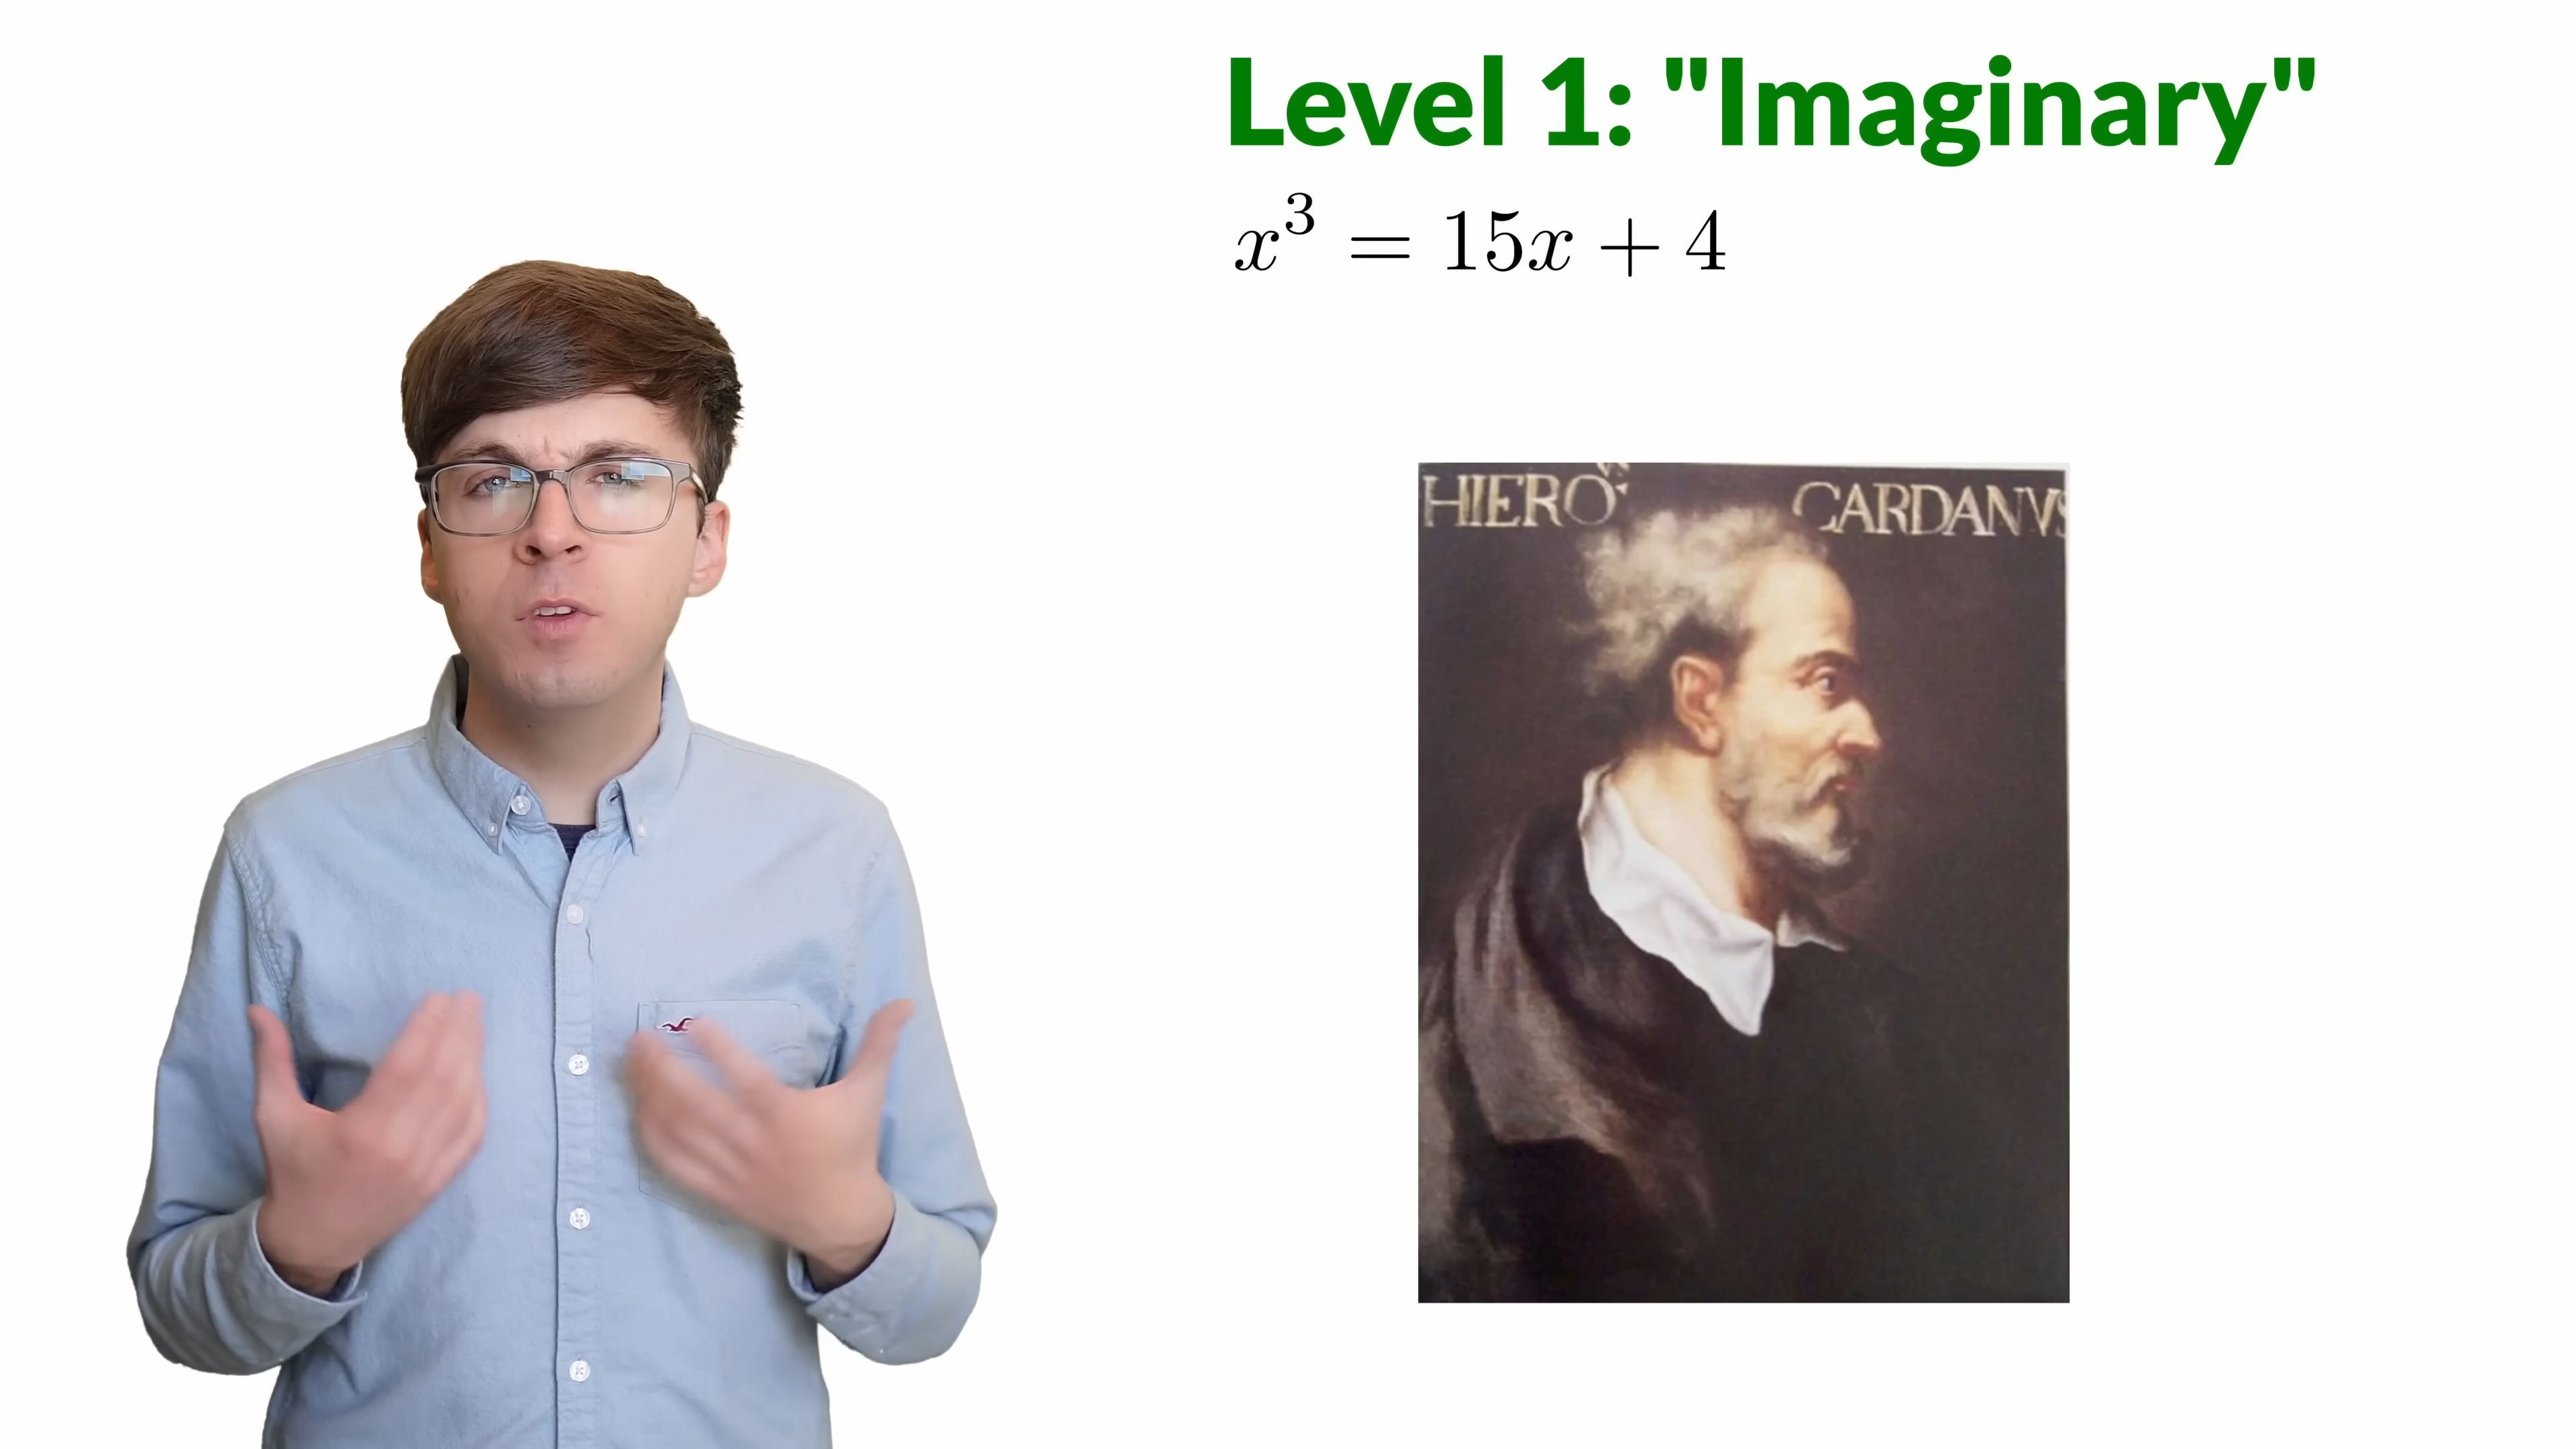 Level 1: "Imaginary"
x³ = 15x + 4
HIERO^S CARDANVS